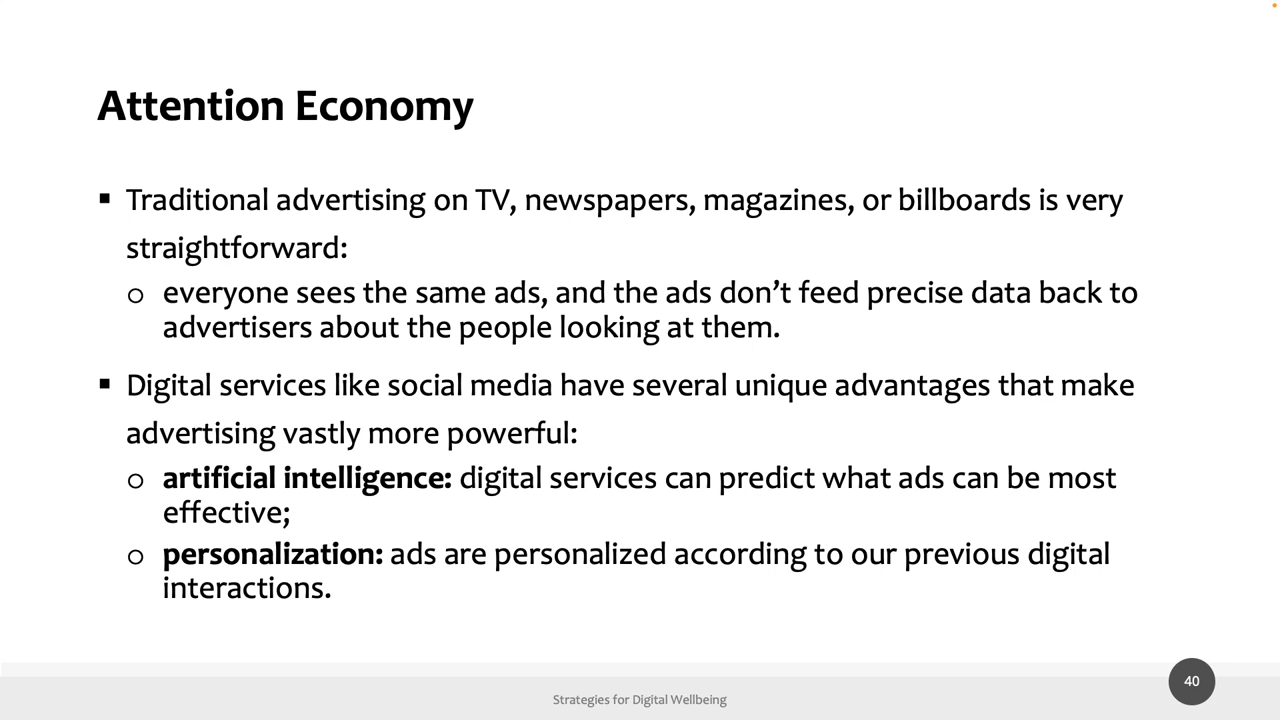 Attention Economy
▪ Traditional advertising on TV, newspapers, magazines, or billboards is very
straightforward:
o everyone sees the same ads, and the ads don’t feed precise data back to
advertisers about the people looking at them.
▪ Digital services like social media have several unique advantages that make
advertising vastly more powerful:
o artificial intelligence: digital services can predict what ads can be most
effective;
o personalization: ads are personalized according to our previous digital
interactions.
Strategies for Digital Wellbeing
40